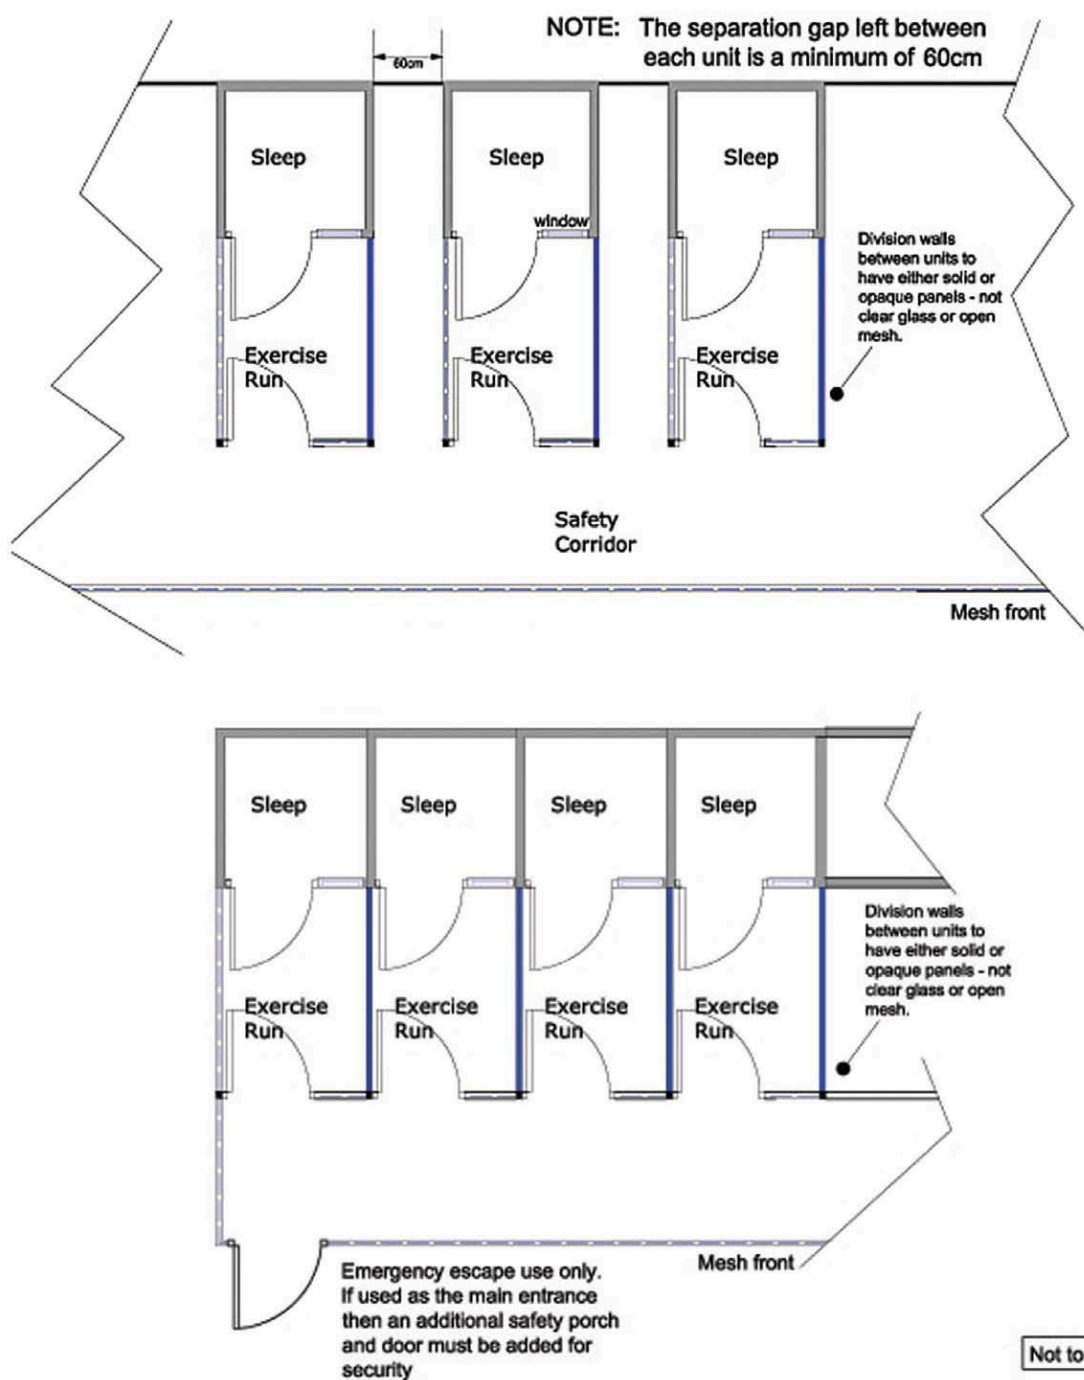 NOTE: The separation gap left between
each unit is a minimum of 60cm
60cm
Sleep
Sleep
Sleep
window
Division walls
between units to
have either solid or
opaque panels - not
clear glass or open
mesh.
Exercise
Run
Exercise
Run
Exercise
Run
Safety
Corridor
Mesh front
Sleep
Sleep
Sleep
Sleep
Division walls
between units to
have either solid or
opaque panels - not
clear glass or open
mesh.
Exercise
Run
Exercise
Run
Exercise
Run
Exercise
Run
Mesh front
Emergency escape use only.
If used as the main entrance
then an additional safety porch
and door must be added for
security
Not to